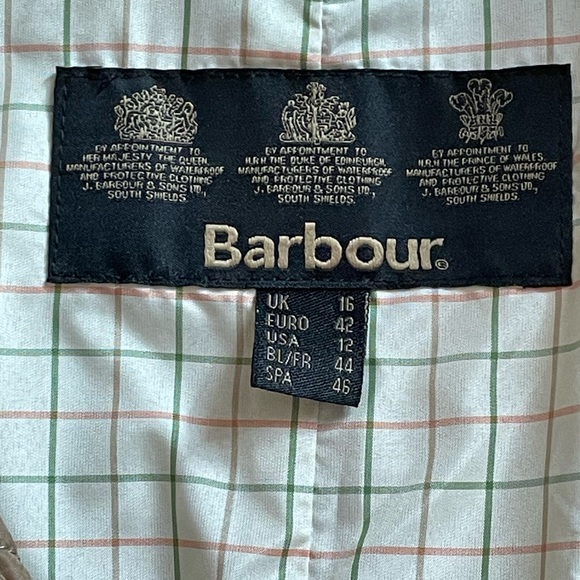 BY APPOINTMENT TO
HER MAJESTY THE QUEEN
MANUFACTURERS OF WATERPROOF
AND PROTECTIVE CLOTHING
J. BARBOUR & SONS LTD,
SOUTH SHIELDS.
BY APPOINTMENT TO
H.R.H. THE DUKE OF EDINBURGH,
MANUFACTURERS OF WATERPROOF
AND PROTECTIVE CLOTHING
J. BARBOUR & SONS LTD,
SOUTH SHIELDS.
BY APPOINTMENT TO
H.R.H. THE PRINCE OF WALES,
MANUFACTURERS OF WATERPROOF
AND PROTECTIVE CLOTHING
J. BARBOUR & SONS LTD,
SOUTH SHIELDS.
Barbour®
UK 16
EURO 42
USA 12
BL/FR 44
SPA 46